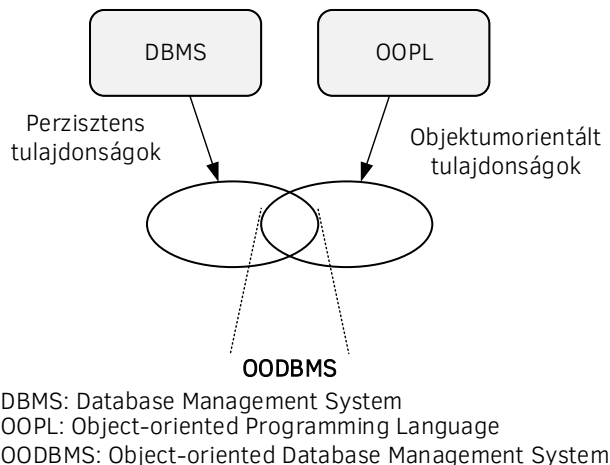 DBMS
OOPL
Perzisztens
tulajdonságok
Objektumorientált
tulajdonságok
OODBMS
DBMS: Database Management System
OOPL: Object-oriented Programming Language
OODBMS: Object-oriented Database Management System